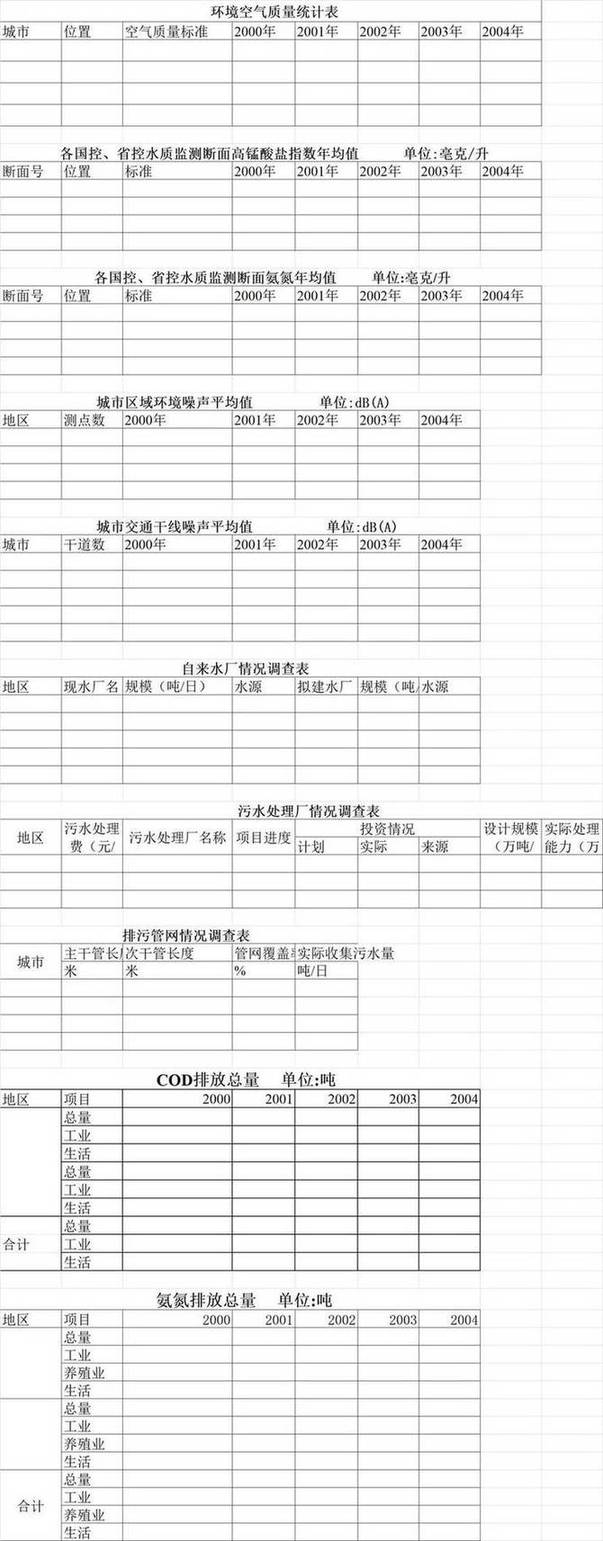 环境空气质量统计表
城市 位置 空气质量标准 2000年 2001年 2002年 2003年 2004年
各国控、省控水质监测断面高锰酸盐指数年均值 单位:亳克/升
断面号 位置 标准 2000年 2001年 2002年 2003年 2004年
各国控、省控水质监测断面氨氮年均值 单位:亳克/升
断面号 位置 标准 2000年 2001年 2002年 2003年 2004年
城市区域环境噪声平均值 单位:dB(A)
地区 测点数 2000年 2001年 2002年 2003年 2004年
城市交通干线噪声平均值 单位:dB(A)
城市 干道数 2000年 2001年 2002年 2003年 2004年
自来水厂情况调查表
地区 现水厂名 规模（吨/日） 水源 拟建水厂 规模（吨 水源
污水处理厂情况调查表
地区 污水处理费（元/ 污水处理厂名称 项目进度 投资情况 设计规模（万吨/ 实际处理能力（万
计划 实际 来源
排污管网情况调查表
城市 主干管长 次干管长度 管网覆盖 实际收集污水量
米 米 % 吨/日
COD排放总量 单位:吨
地区 项目 2000 2001 2002 2003 2004
总量
工业
生活
总量
工业
生活
合计 总量
工业
生活
氨氮排放总量 单位:吨
地区 项目 2000 2001 2002 2003 2004
总量
工业
养殖业
生活
总量
工业
养殖业
生活
合计 总量
工业
养殖业
生活